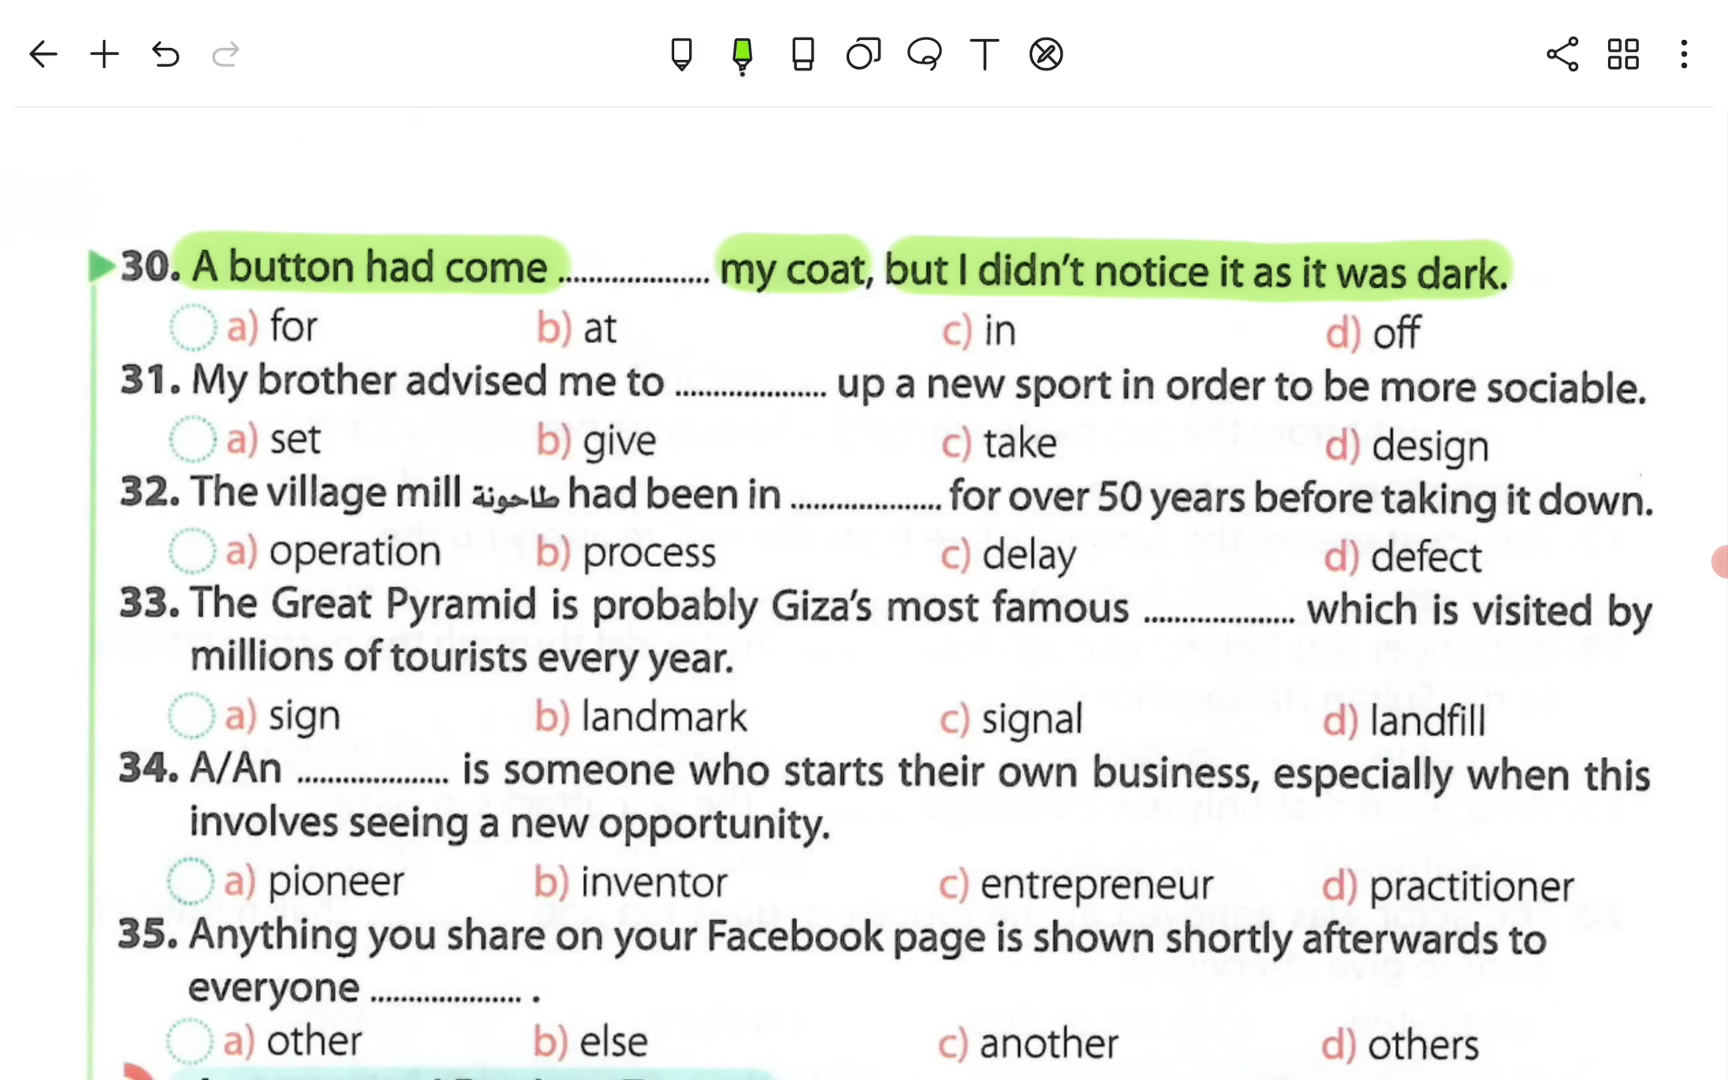 30. A button had come .................... my coat, but I didn't notice it as it was dark.
a) for b) at c) in d) off
31. My brother advised me to .................... up a new sport in order to be more sociable.
a) set b) give c) take d) design
32. The village mill طاحونة had been in .................... for over 50 years before taking it down.
a) operation b) process c) delay d) defect
33. The Great Pyramid is probably Giza's most famous .................... which is visited by
millions of tourists every year.
a) sign b) landmark c) signal d) landfill
34. A/An .................... is someone who starts their own business, especially when this
involves seeing a new opportunity.
a) pioneer b) inventor c) entrepreneur d) practitioner
35. Anything you share on your Facebook page is shown shortly afterwards to
everyone .................... .
a) other b) else c) another d) others